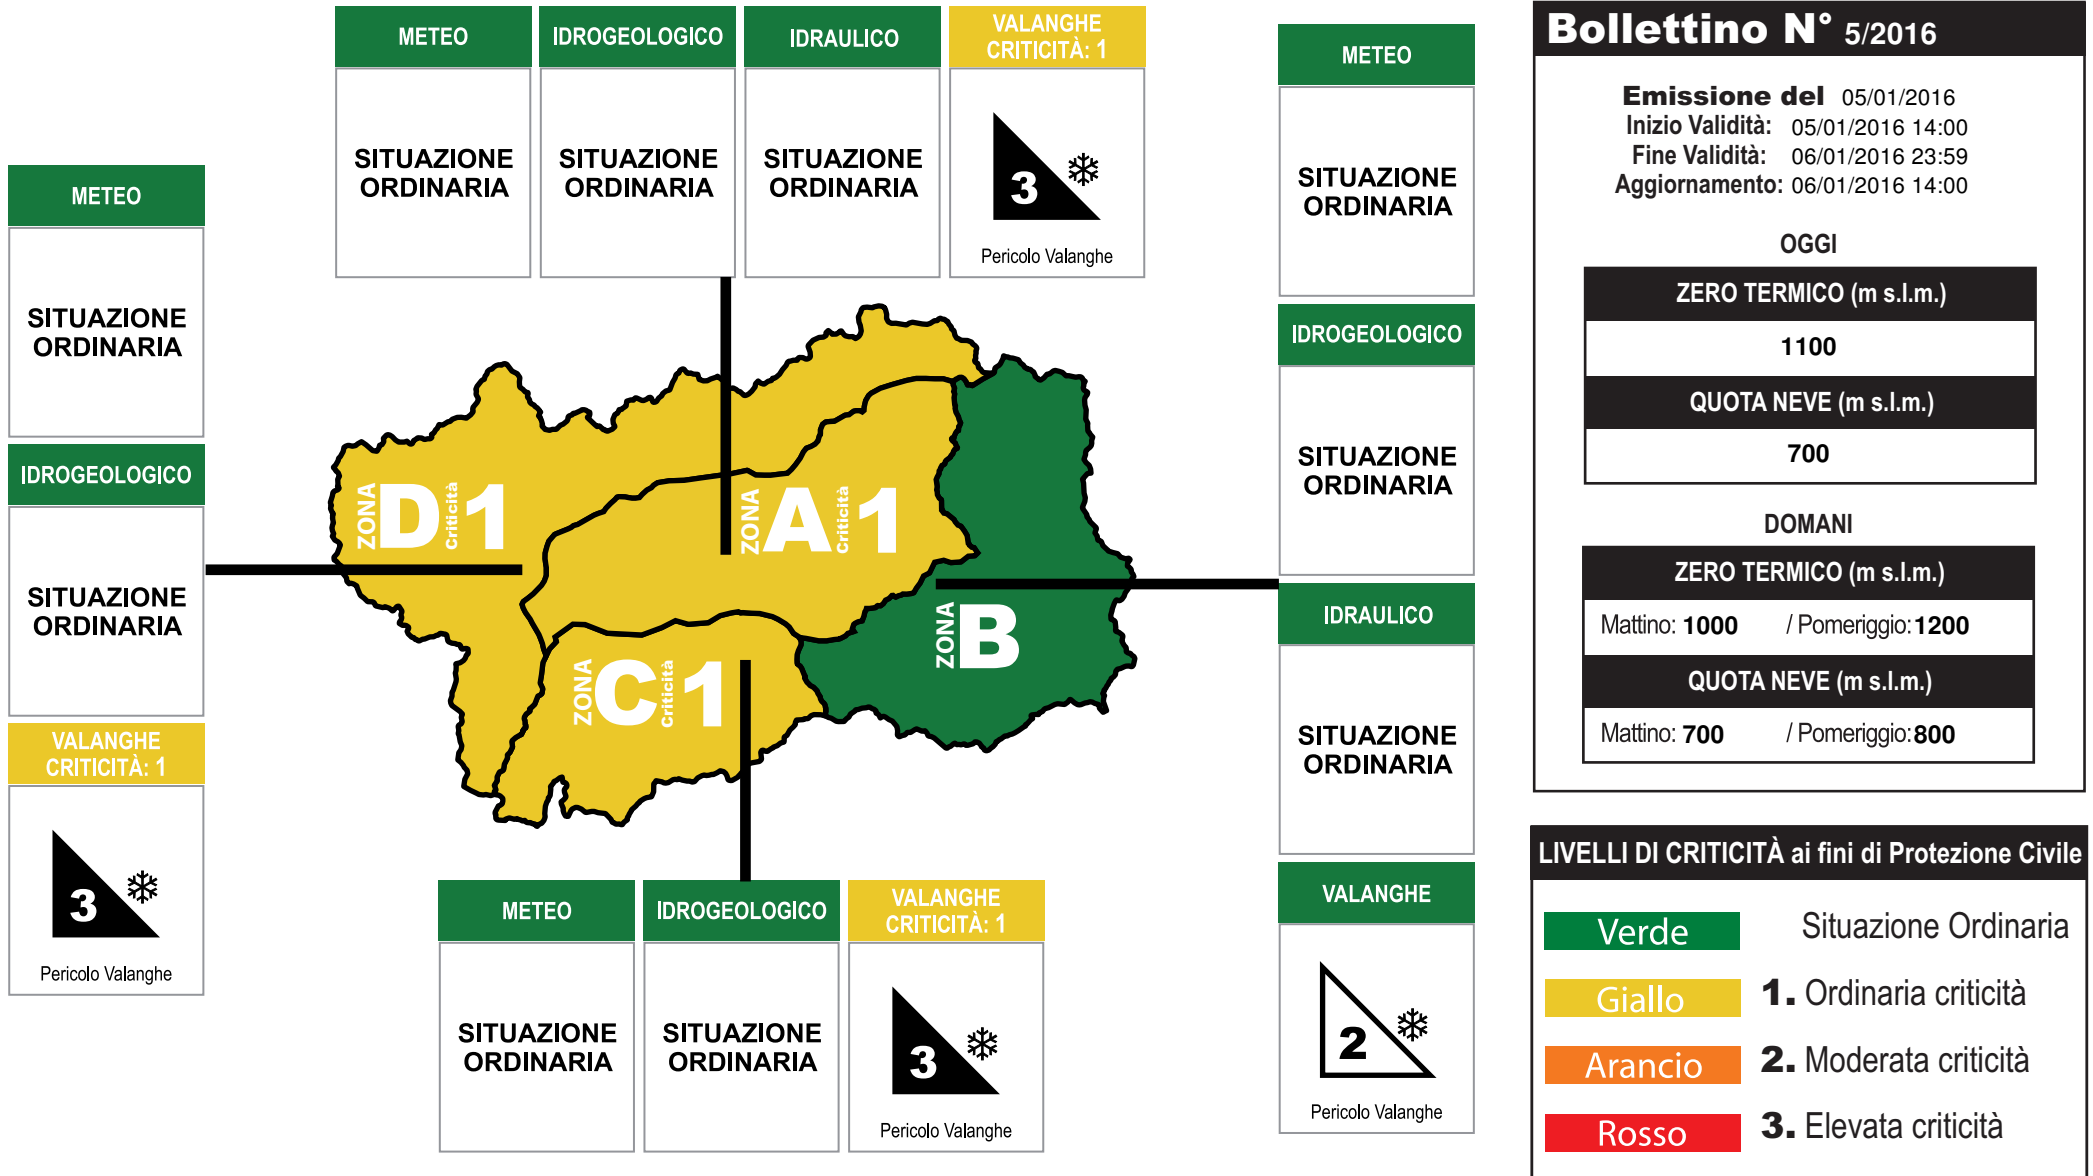 METEO
IDROGEOLOGICO
IDRAULICO
VALANGHE
CRITICITÀ: 1
SITUAZIONE
ORDINARIA
SITUAZIONE
ORDINARIA
SITUAZIONE
ORDINARIA
3
Pericolo Valanghe
METEO
SITUAZIONE
ORDINARIA
IDROGEOLOGICO
SITUAZIONE
ORDINARIA
VALANGHE
CRITICITÀ: 1
3
Pericolo Valanghe
ZONA D Criticità 1
ZONA A Criticità 1
ZONA C Criticità 1
ZONA B
METEO
IDROGEOLOGICO
VALANGHE
CRITICITÀ: 1
SITUAZIONE
ORDINARIA
SITUAZIONE
ORDINARIA
3
Pericolo Valanghe
METEO
SITUAZIONE
ORDINARIA
IDROGEOLOGICO
SITUAZIONE
ORDINARIA
IDRAULICO
SITUAZIONE
ORDINARIA
VALANGHE
2
Pericolo Valanghe
Bollettino N° 5/2016
Emissione del 05/01/2016
Inizio Validità: 05/01/2016 14:00
Fine Validità: 06/01/2016 23:59
Aggiornamento: 06/01/2016 14:00
OGGI
ZERO TERMICO (m s.l.m.)
1100
QUOTA NEVE (m s.l.m.)
700
DOMANI
ZERO TERMICO (m s.l.m.)
Mattino: 1000 / Pomeriggio: 1200
QUOTA NEVE (m s.l.m.)
Mattino: 700 / Pomeriggio: 800
LIVELLI DI CRITICITÀ ai fini di Protezione Civile
Verde Situazione Ordinaria
Giallo 1. Ordinaria criticità
Arancio 2. Moderata criticità
Rosso 3. Elevata criticità